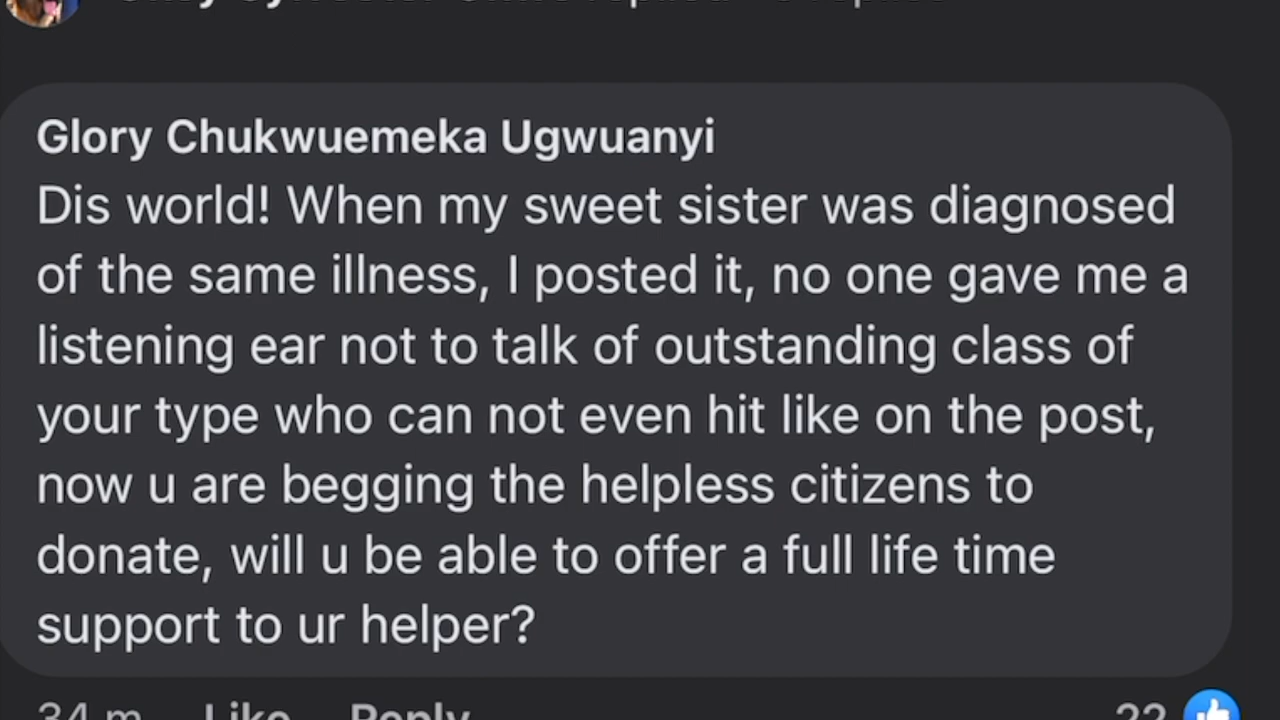 Glory Chukwuemeka Ugwuanyi
Dis world! When my sweet sister was diagnosed
of the same illness, I posted it, no one gave me a
listening ear not to talk of outstanding class of
your type who can not even hit like on the post,
now u are begging the helpless citizens to
donate, will u be able to offer a full life time
support to ur helper?
34 m Like Reply 22